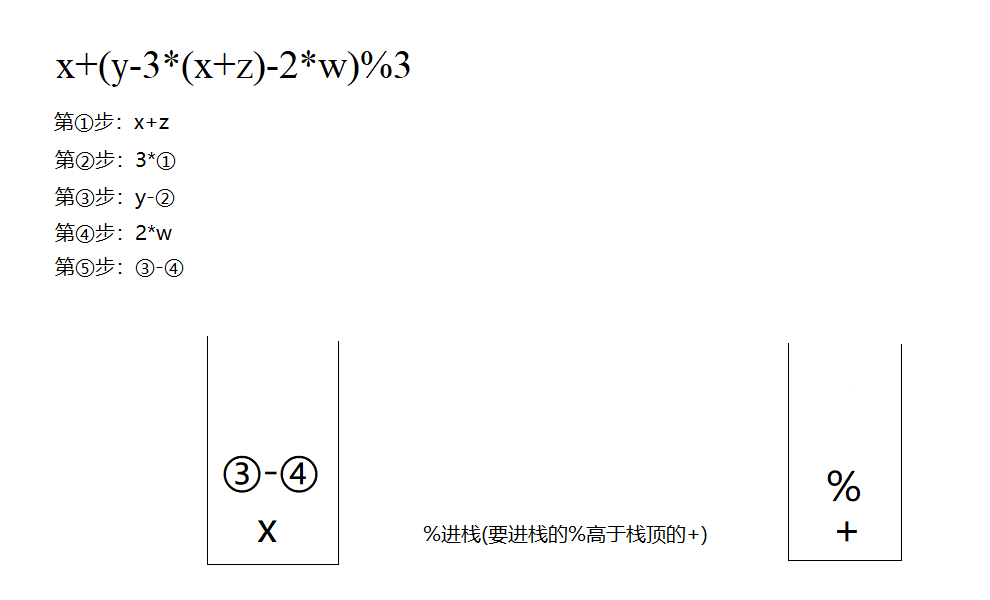 x+(y-3*(x+z)-2*w)%3
第①步：x+z
第②步：3*①
第③步：y-②
第④步：2*w
第⑤步：③-④
③-④
x
%进栈(要进栈的%高于栈顶的+)
%
+